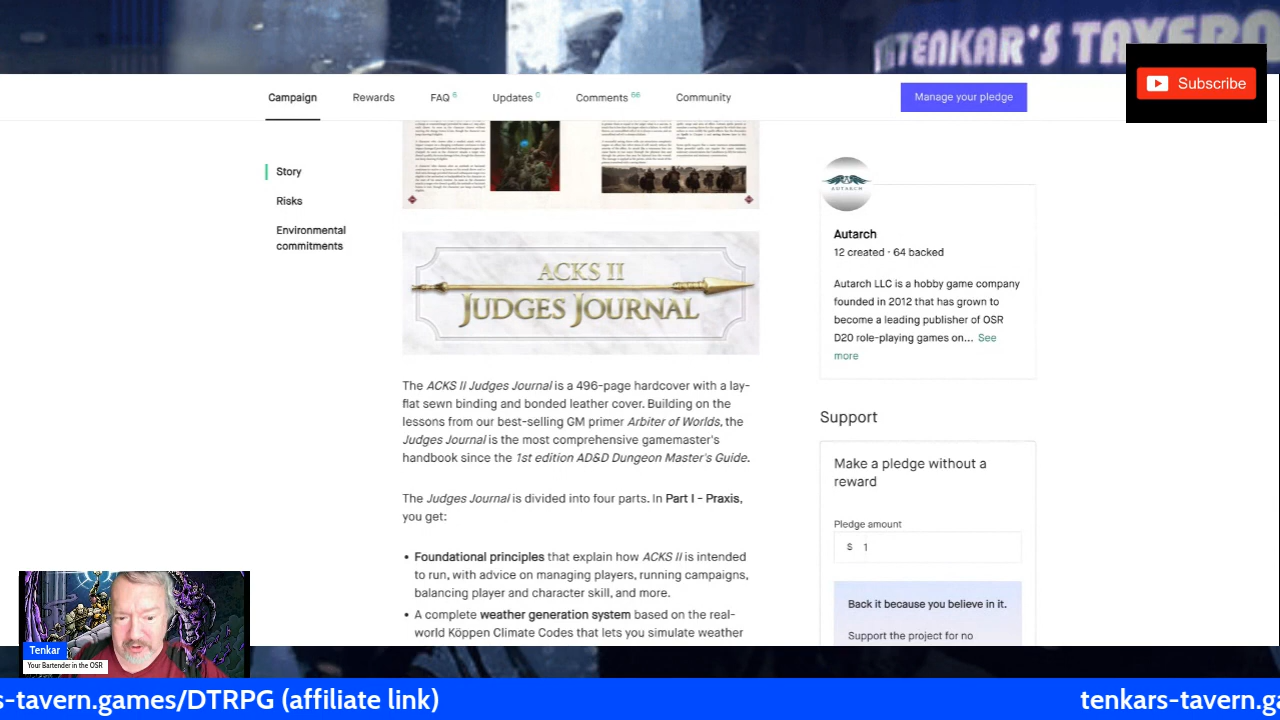 TENKAR'S TAVERN
Subscribe
Campaign Rewards FAQ 6 Updates 0 Comments 66 Community
Manage your pledge
Story
Risks
Environmental
commitments
ACKS II
JUDGES JOURNAL
The ACKS II Judges Journal is a 496-page hardcover with a lay-
flat sewn binding and bonded leather cover. Building on the
lessons from our best-selling GM primer Arbiter of Worlds, the
Judges Journal is the most comprehensive gamemaster's
handbook since the 1st edition AD&D Dungeon Master's Guide.
The Judges Journal is divided into four parts. In Part I - Praxis,
you get:
• Foundational principles that explain how ACKS II is intended
to run, with advice on managing players, running campaigns,
balancing player and character skill, and more.
• A complete weather generation system based on the real-
world Köppen Climate Codes that lets you simulate weather
AUTARCH
Autarch
12 created · 64 backed
Autarch LLC is a hobby game company
founded in 2012 that has grown to
become a leading publisher of OSR
D20 role-playing games on... See
more
Support
Make a pledge without a
reward
Pledge amount
$ 1
Back it because you believe in it.
Support the project for no
Tenkar
Your Bartender in the OSR
s-tavern.games/DTRPG (affiliate link)
tenkars-tavern.ga